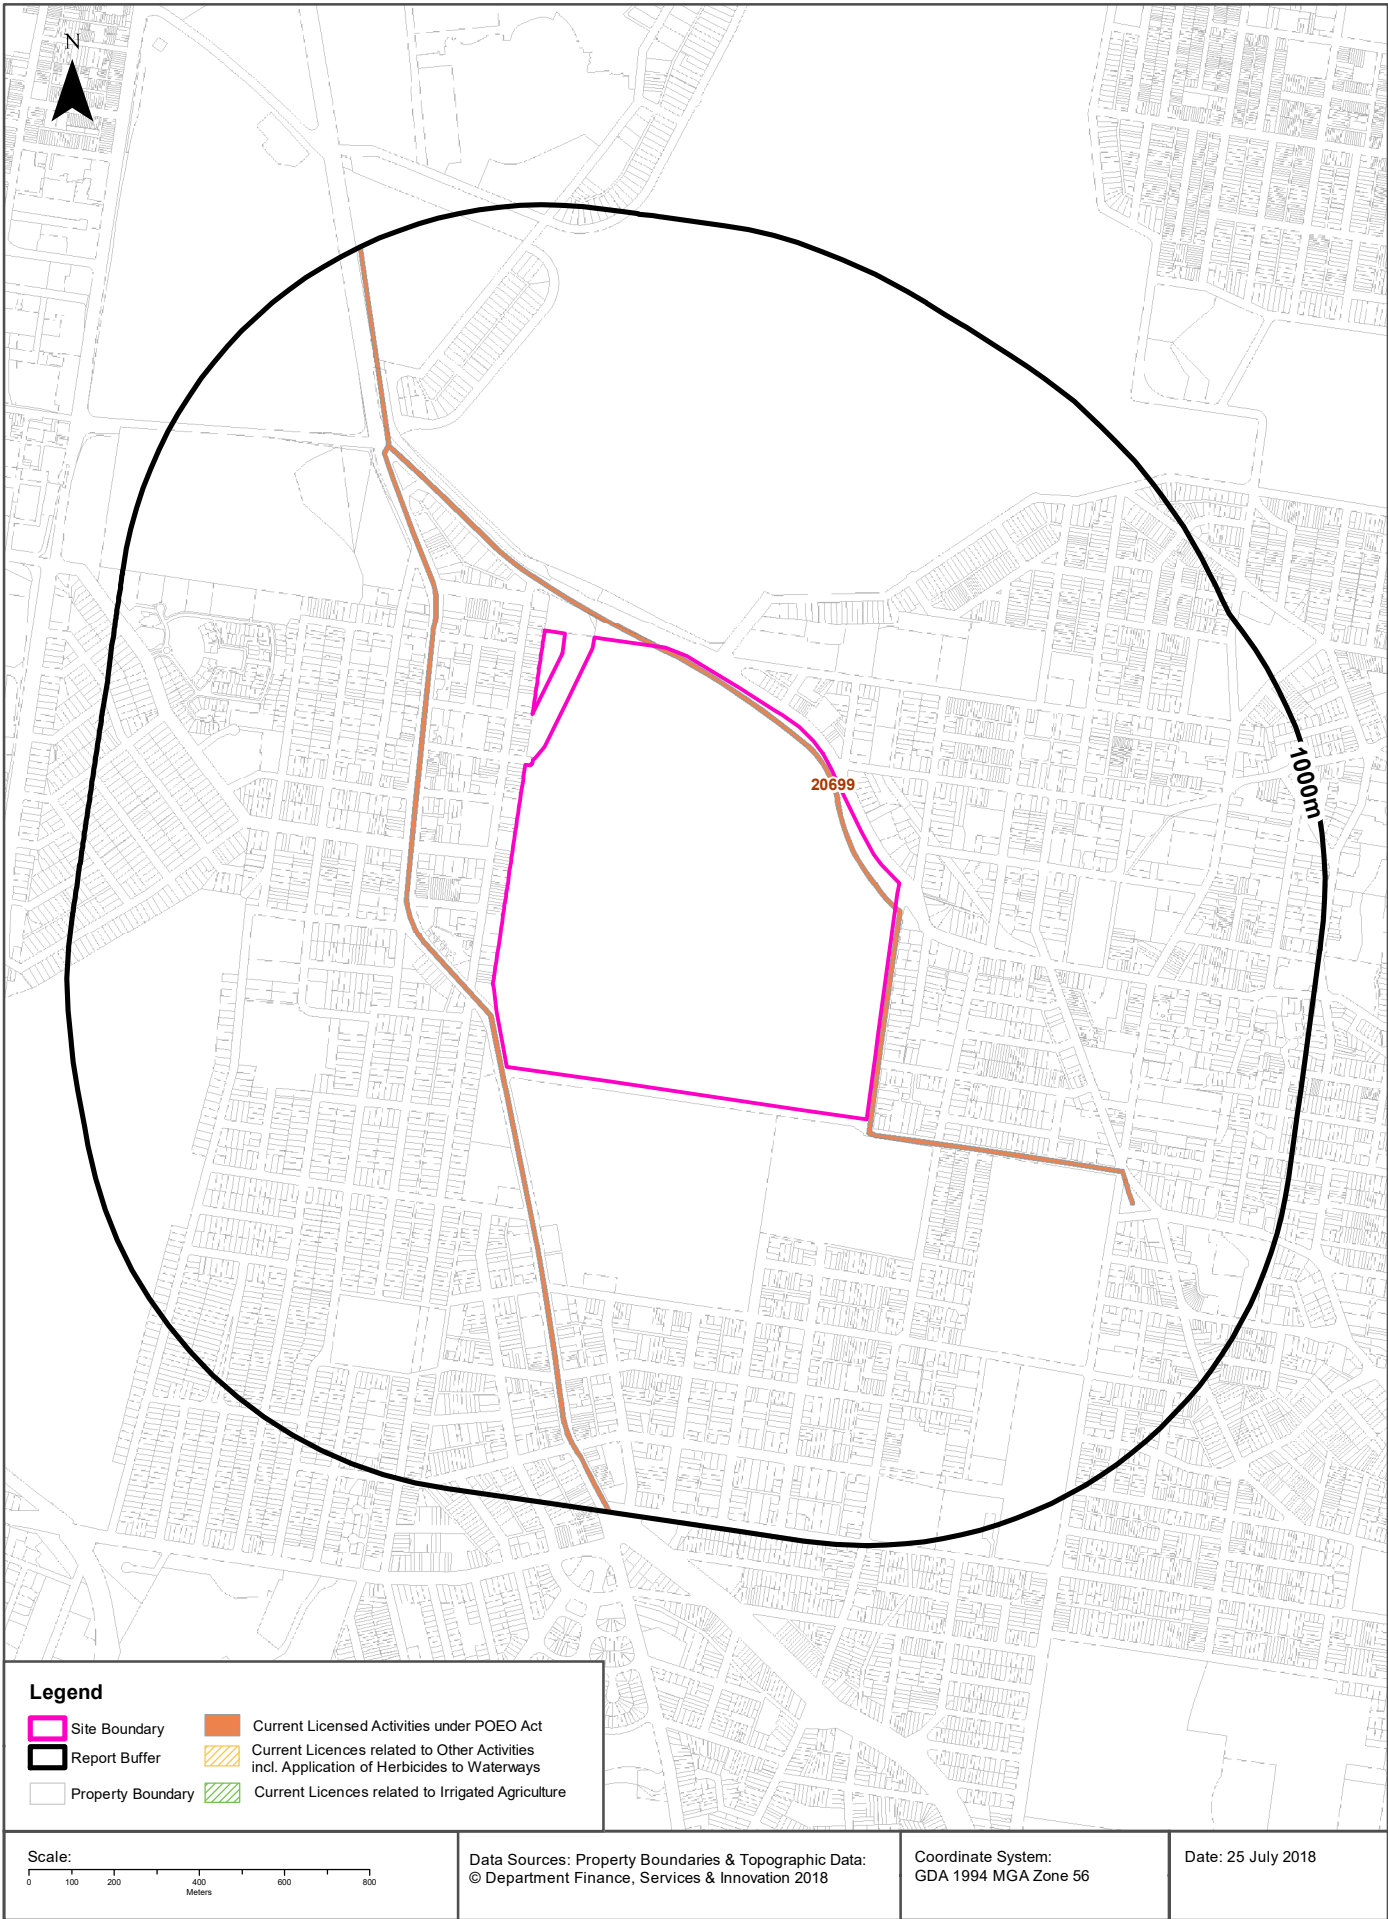 N
20699
1000m
Legend
Site Boundary
Report Buffer
Property Boundary
Current Licensed Activities under POEO Act
Current Licences related to Other Activities
incl. Application of Herbicides to Waterways
Current Licences related to Irrigated Agriculture
Scale:
0 100 200 400 600 800
Meters
Data Sources: Property Boundaries & Topographic Data:
© Department Finance, Services & Innovation 2018
Coordinate System:
GDA 1994 MGA Zone 56
Date: 25 July 2018